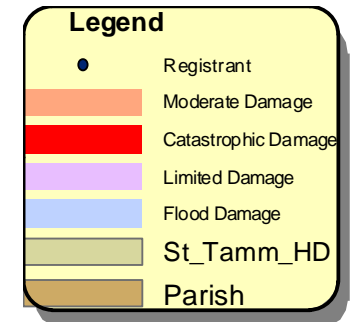 Legend
Registrant
Moderate Damage
Catastrophic Damage
Limited Damage
Flood Damage
St_Tamm_HD
Parish